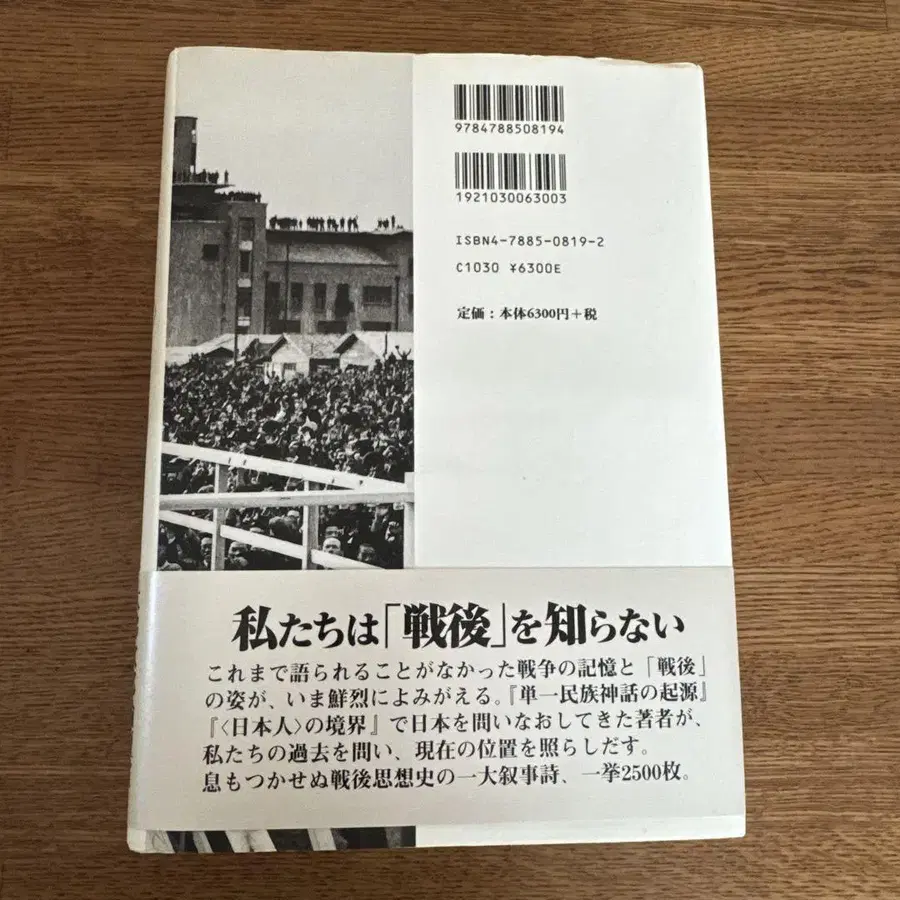 9784788508194
1921030063003
ISBN4-7885-0819-2
C1030 ¥6300E
定価：本体6300円＋税
私たちは「戦後」を知らない
これまで語られることがなかった戦争の記憶と「戦後」
の姿が、いま鮮烈によみがえる。『単一民族神話の起源』
『〈日本人〉の境界』で日本を問いなおしてきた著者が、
私たちの過去を問い、現在の位置を照らしだす。
息もつかせぬ戦後思想史の一大叙事詩、一挙2500枚。